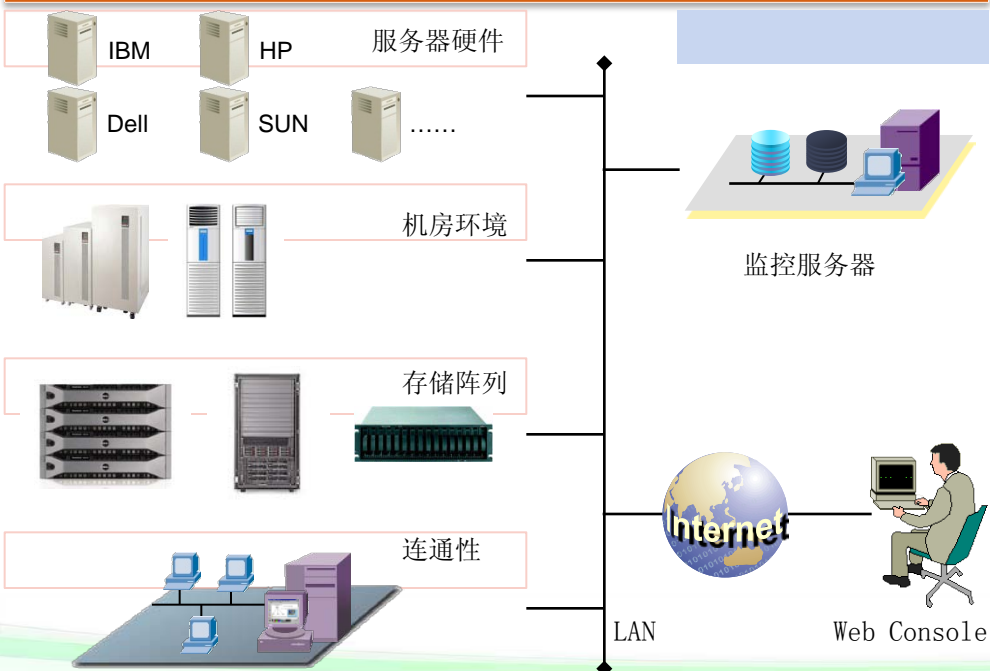 服务器硬件
IBM
HP
Dell
SUN
……
机房环境
监控服务器
存储阵列
Internet
连通性
LAN
Web Console